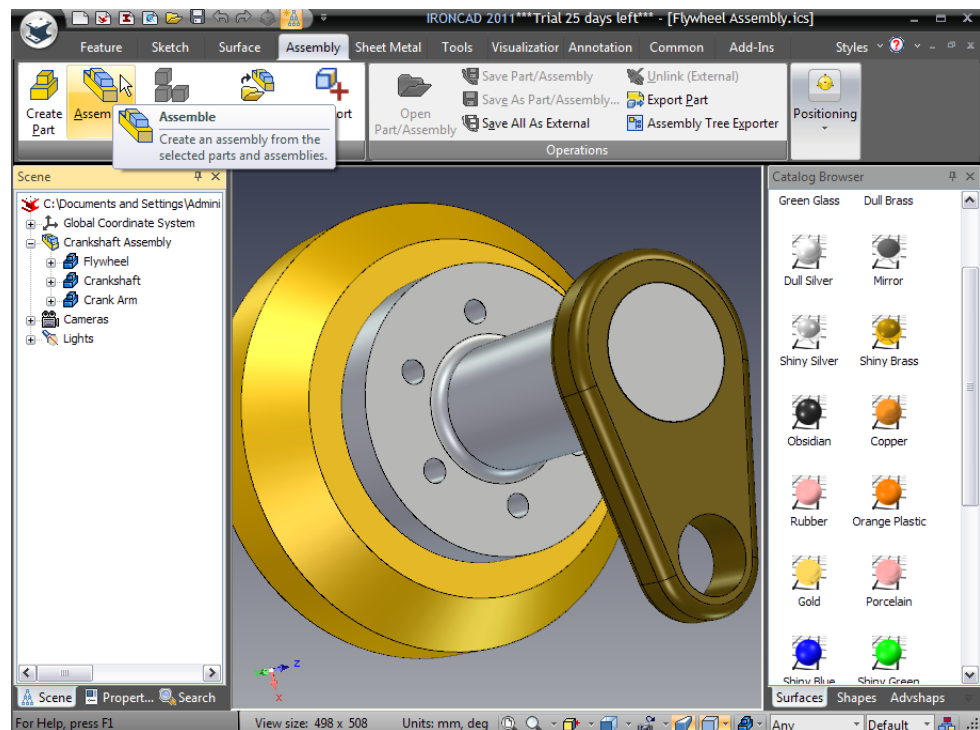 IRONCAD 2011***Trial 25 days left*** - [Flywheel Assembly.ics]
Feature Sketch Surface Assembly Sheet Metal Tools Visualization Annotation Common Add-Ins Styles
Create Part
Assem
ort
Assemble
Create an assembly from the
selected parts and assemblies.
Open Part/Assembly
Save Part/Assembly
Save As Part/Assembly...
Save All As External
Unlink (External)
Export Part
Assembly Tree Exporter
Operations
Positioning
Scene
C:\Documents and Settings\Admini
Global Coordinate System
Crankshaft Assembly
Flywheel
Crankshaft
Crank Arm
Cameras
Lights
Scene Propert... Search
z
x
Catalog Browser
Green Glass Dull Brass
Dull Silver Mirror
Shiny Silver Shiny Brass
Obsidian Copper
Rubber Orange Plastic
Gold Porcelain
Shiny Blue Shiny Green
Surfaces Shapes Advshaps
For Help, press F1 View size: 498 x 508 Units: mm, deg Any Default